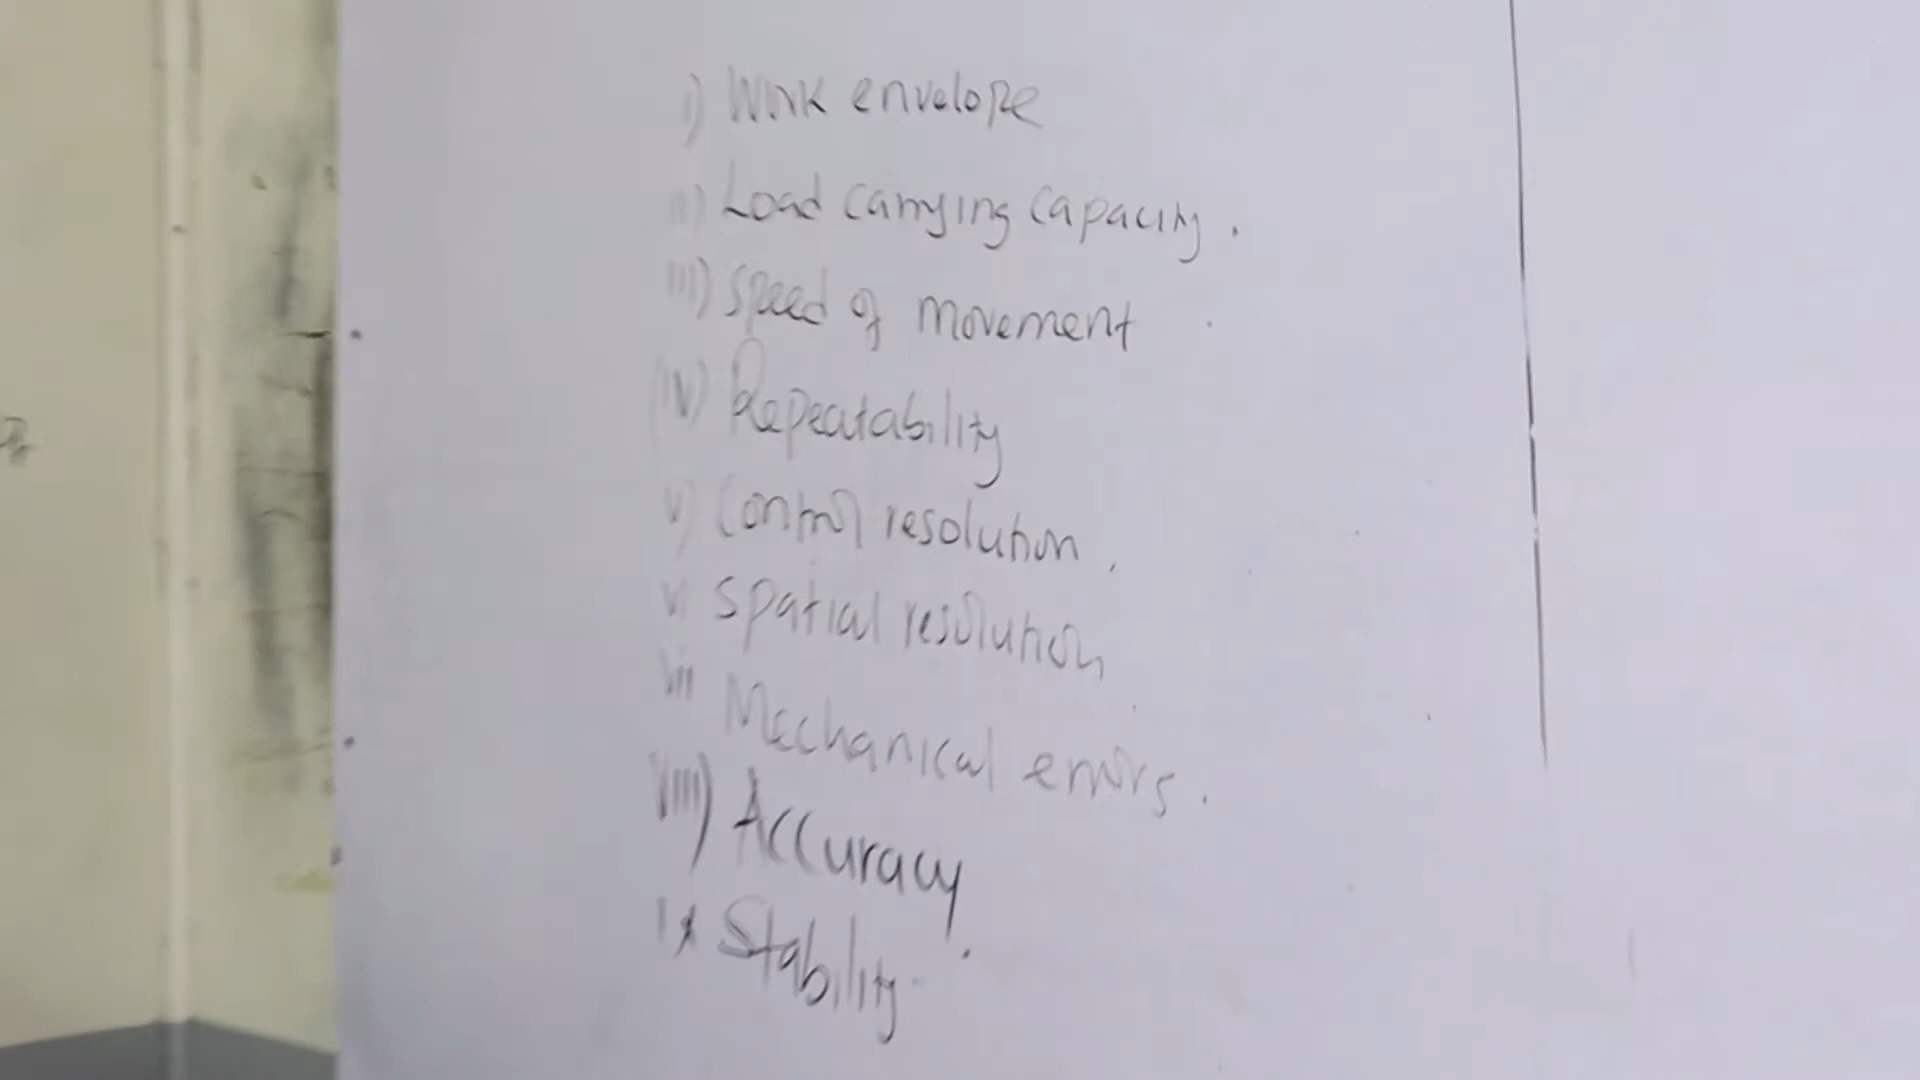 i) Work envelope
ii) Load carrying capacity.
iii) Speed of movement
iv) Repeatability
v) Control resolution.
vi Spatial resolution
vii Mechanical errors.
viii) Accuracy
ix Stability.